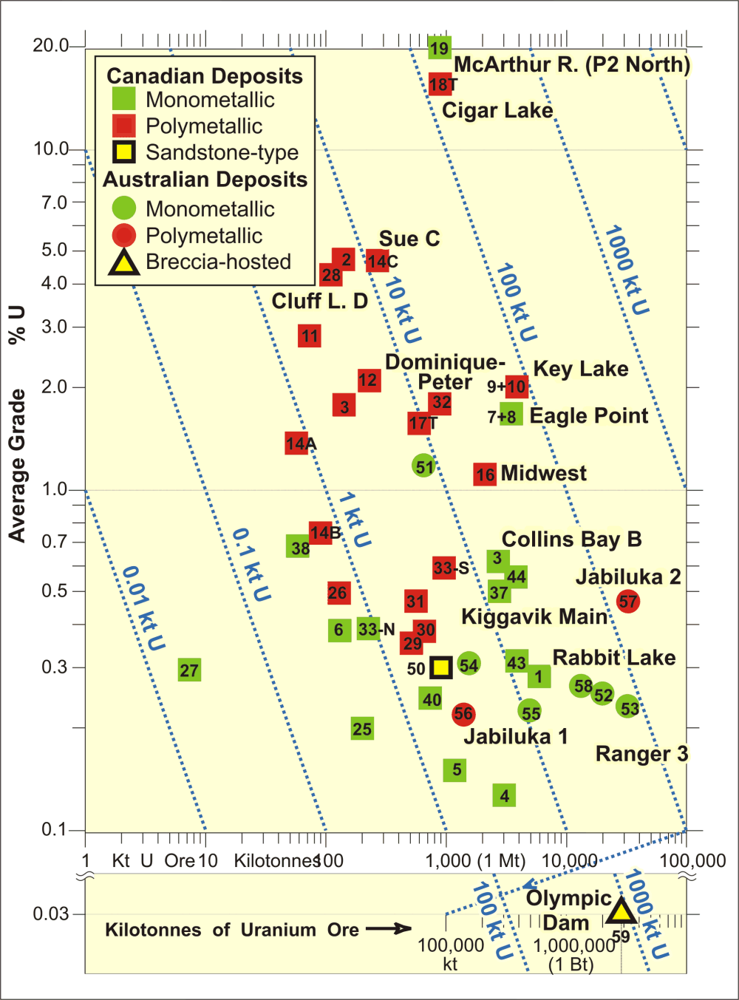 20.0
19
McArthur R. (P2 North)
18T
Cigar Lake
Canadian Deposits
Monometallic
Polymetallic
Sandstone-type
Australian Deposits
Monometallic
Polymetallic
Breccia-hosted
10.0
7.0
5.0
4.0
3.0
2.0
1.0
0.7
0.5
0.3
0.1
0.03
Average Grade % U
Sue C
2
14C
28
Cluff L. D
10 kt U
100 kt U
1000 kt U
11
Dominique-
Peter
12
3
32
17T
9+10
Key Lake
7+8
Eagle Point
14A
51
16
Midwest
1 kt U
0.1 kt U
0.01 kt U
14B
38
Collins Bay B
3
33-S
44
37
Jabiluka 2
57
26
31
Kiggavik Main
6
33-N
30
29
27
50
54
43
1
Rabbit Lake
58
52
53
40
56
55
25
Jabiluka 1
Ranger 3
5
4
1
Kt U Ore
10
Kilotonnes
100
1,000 (1 Mt)
10,000
100,000
100 kt U
1000 kt U
Olympic
Dam
59
Kilotonnes of Uranium Ore
100,000
kt
1,000,000
(1 Bt)